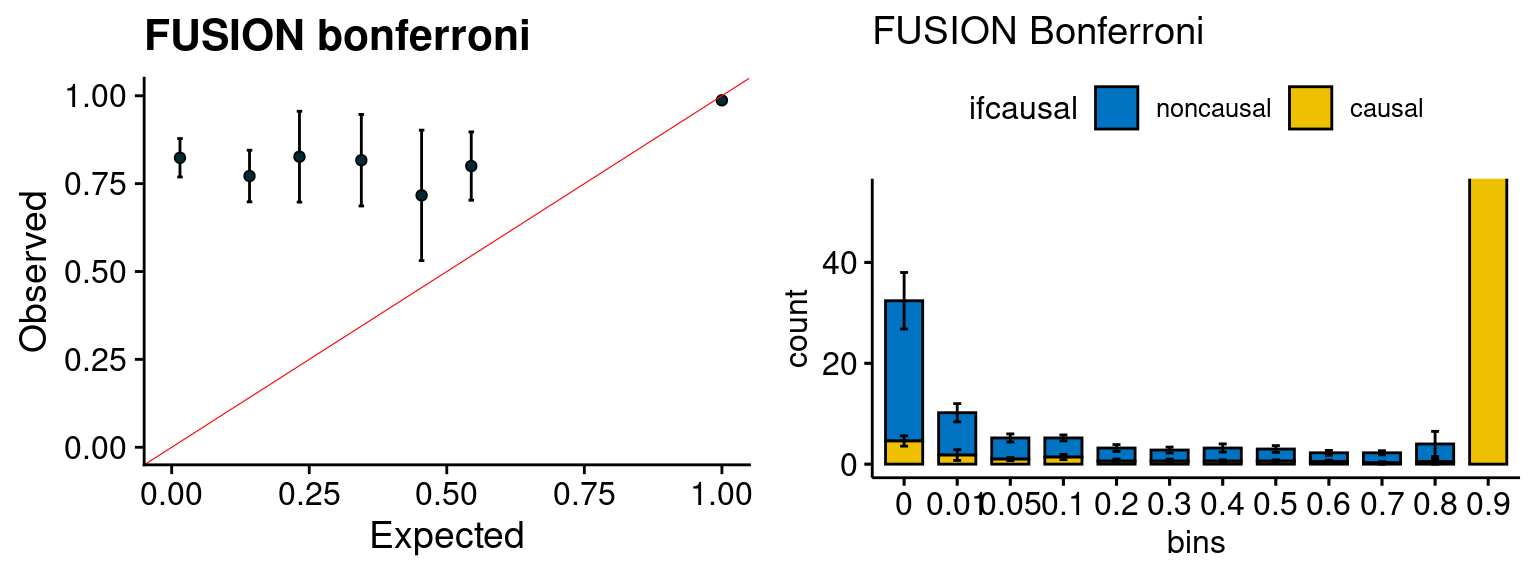 FUSION bonferroni
1.00
0.75
0.50
0.25
0.00
Observed
0.00 0.25 0.50 0.75 1.00
Expected
FUSION Bonferroni
ifcausal noncausal causal
40
20
0
count
0 0.01 0.05 0.1 0.2 0.3 0.4 0.5 0.6 0.7 0.8 0.9
bins